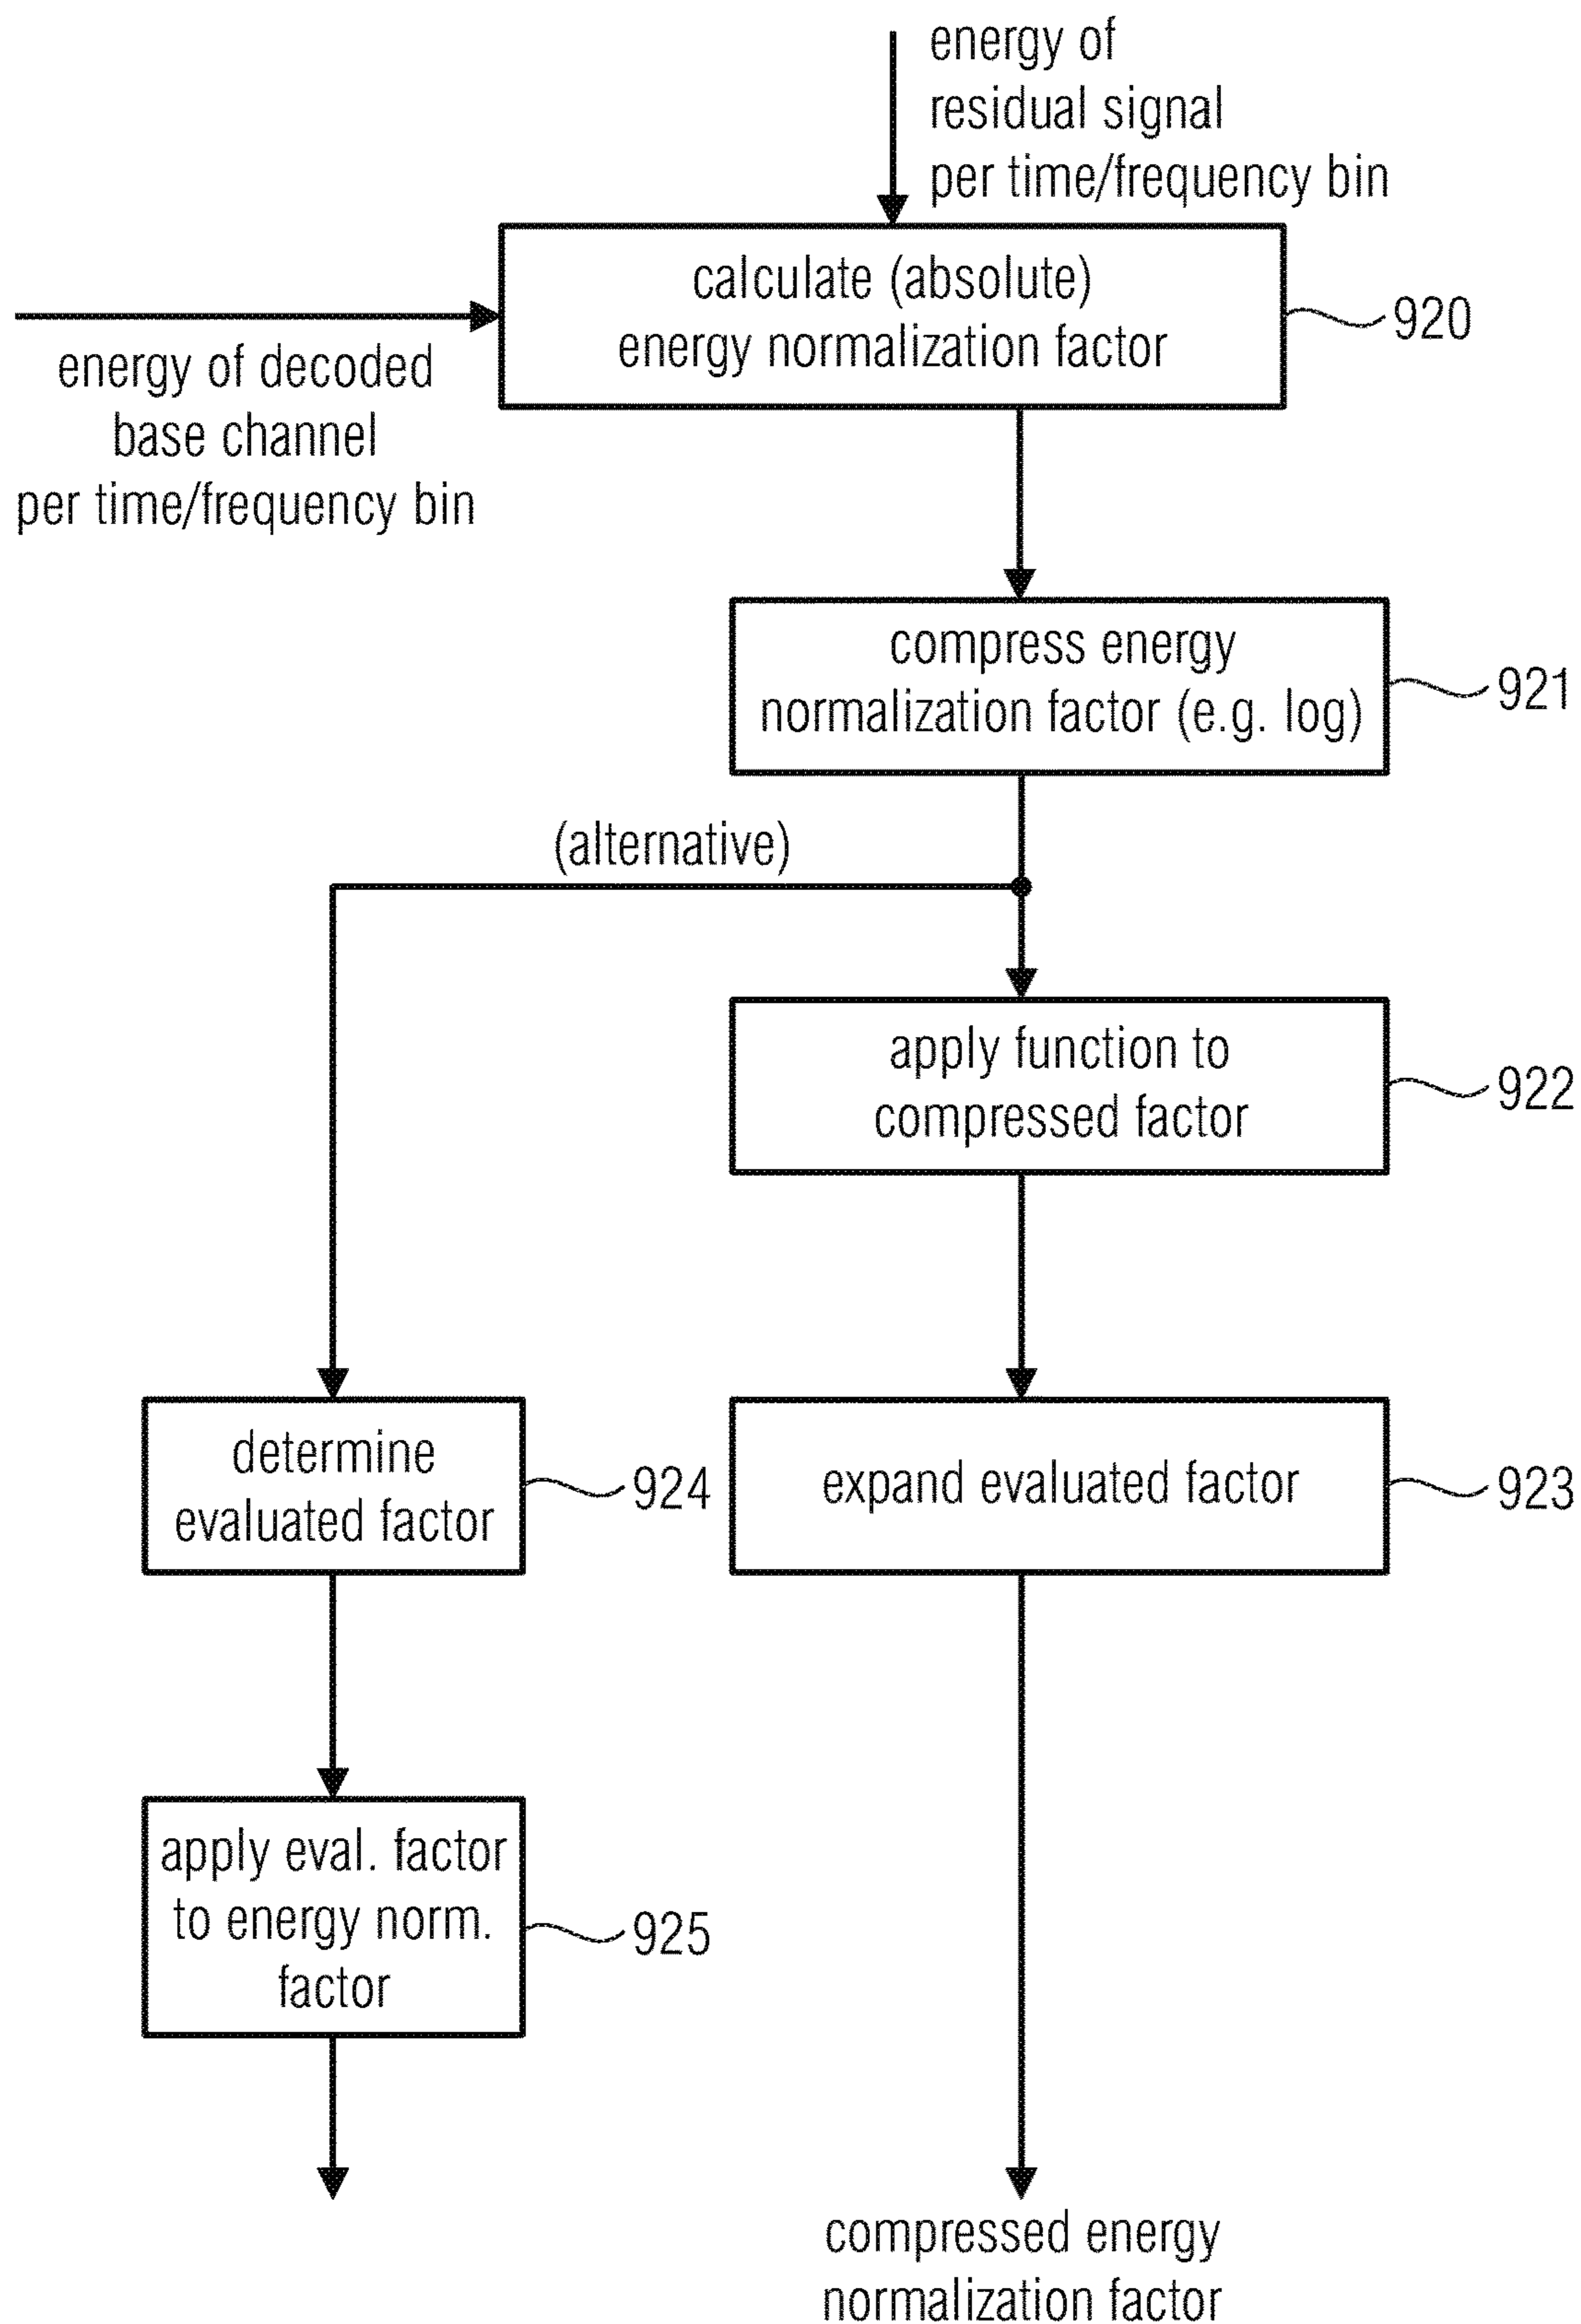 energy of
residual signal
per time/frequency bin
calculate (absolute)
energy normalization factor
920
energy of decoded
base channel
per time/frequency bin
compress energy
normalization factor (e.g. log)
921
(alternative)
apply function to
compressed factor
922
determine
evaluated factor
924
expand evaluated factor
923
apply eval. factor
to energy norm.
factor
925
compressed energy
normalization factor